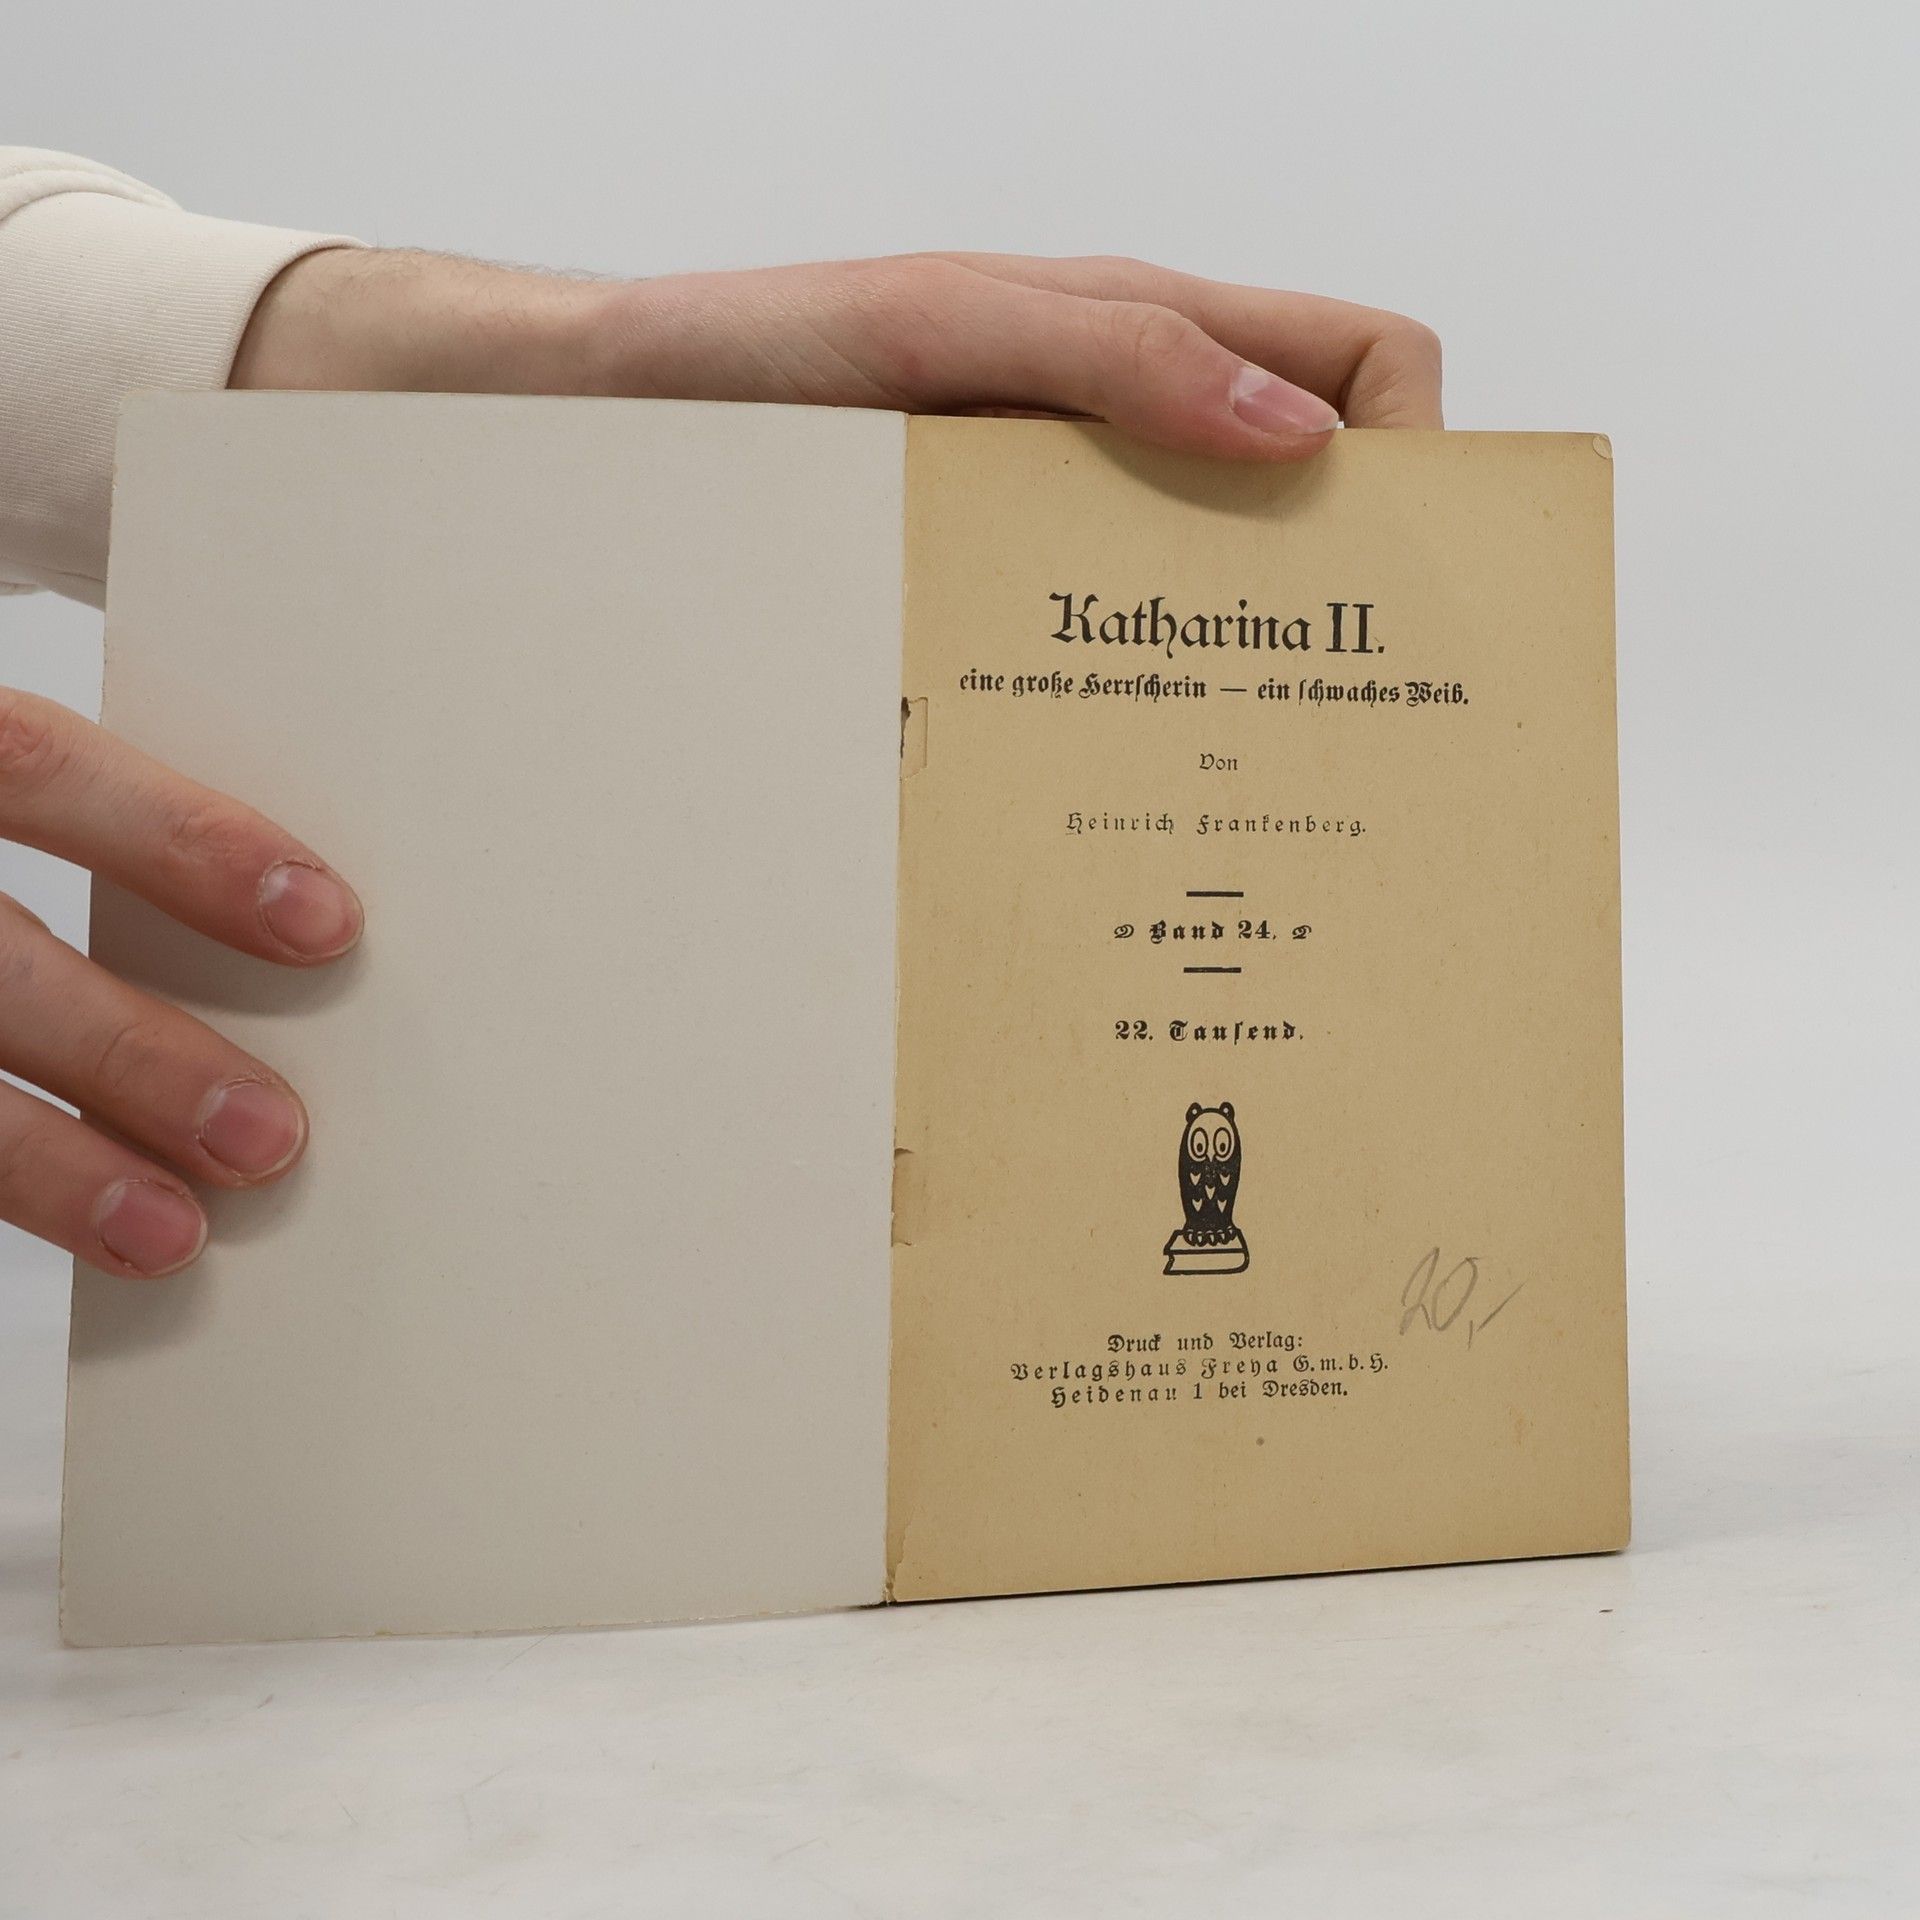 Katharina II.
eine große Herrscherin — ein schwaches Weib.
Von
Heinrich Frankenberg.
Band 24.
22. Tausend.
20,-
Druck und Verlag:
Verlagshaus Freya G.m.b.H.
Heidenau 1 bei Dresden.